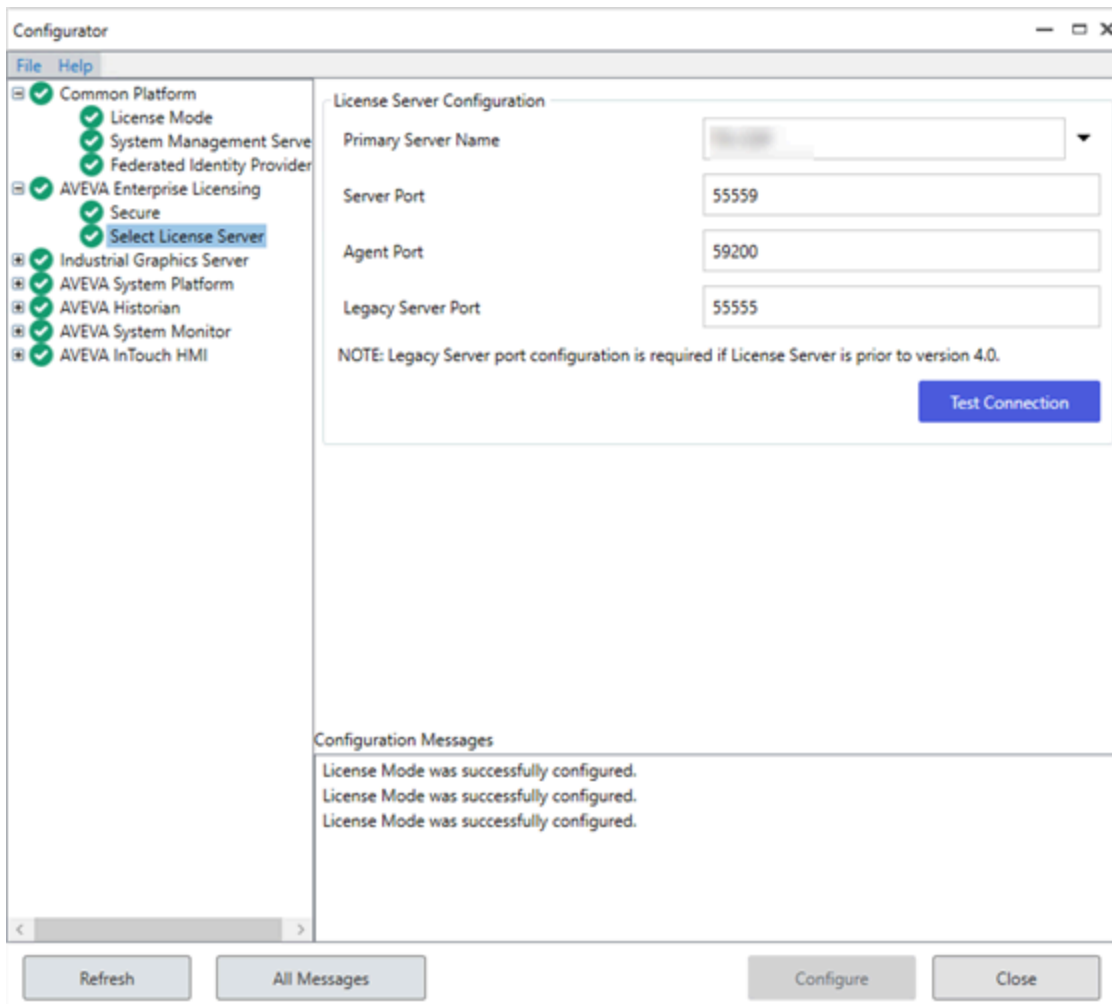 Configurator
File Help
Common Platform
License Mode
System Management Serve
Federated Identity Provider
AVEVA Enterprise Licensing
Secure
Select License Server
Industrial Graphics Server
AVEVA System Platform
AVEVA Historian
AVEVA System Monitor
AVEVA InTouch HMI
License Server Configuration
Primary Server Name
Server Port 55559
Agent Port 59200
Legacy Server Port 55555
NOTE: Legacy Server port configuration is required if License Server is prior to version 4.0.
Test Connection
Configuration Messages
License Mode was successfully configured.
License Mode was successfully configured.
License Mode was successfully configured.
Refresh All Messages Configure Close